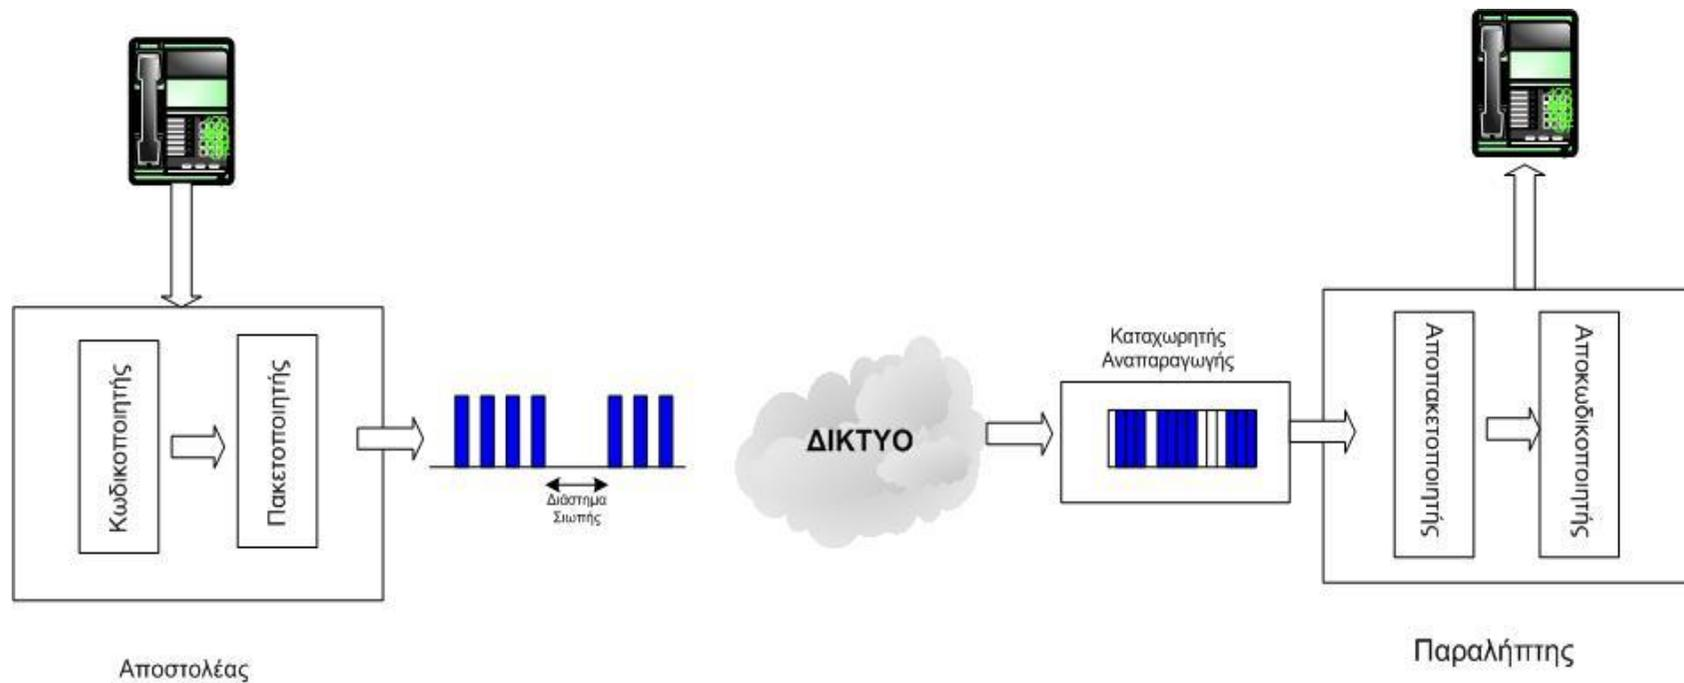 Κωδικοποιητής
Πακετοποιητής
Διάστημα
Σιωπής
ΔΙΚΤΥΟ
Καταχωρητής
Αναπαραγωγής
Αποπακετοποιητής
Αποκωδικοποιητής
Αποστολέας
Παραλήπτης